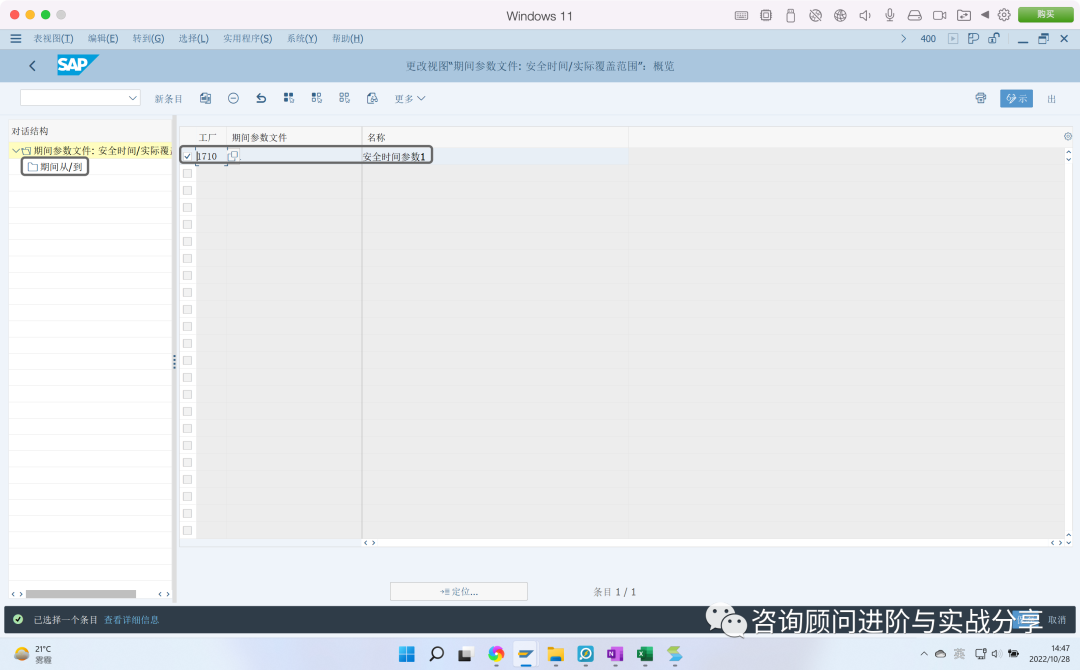 Windows 11
购买
表视图(T) 编辑(E) 转到(G) 选择(L) 实用程序(S) 系统(Y) 帮助(H)
400
SAP
更改视图"期间参数文件: 安全时间/实际覆盖范围": 概览
新条目 更多 示 出
对话结构
期间参数文件: 安全时间/实际覆
期间从/到
工厂 期间参数文件 名称
1710 安全时间参数1
定位...
条目 1 / 1
已选择一个条目 查看详细信息
取消
咨询顾问进阶与实战分享
21°C
雾霾
英
14:47
2022/10/28